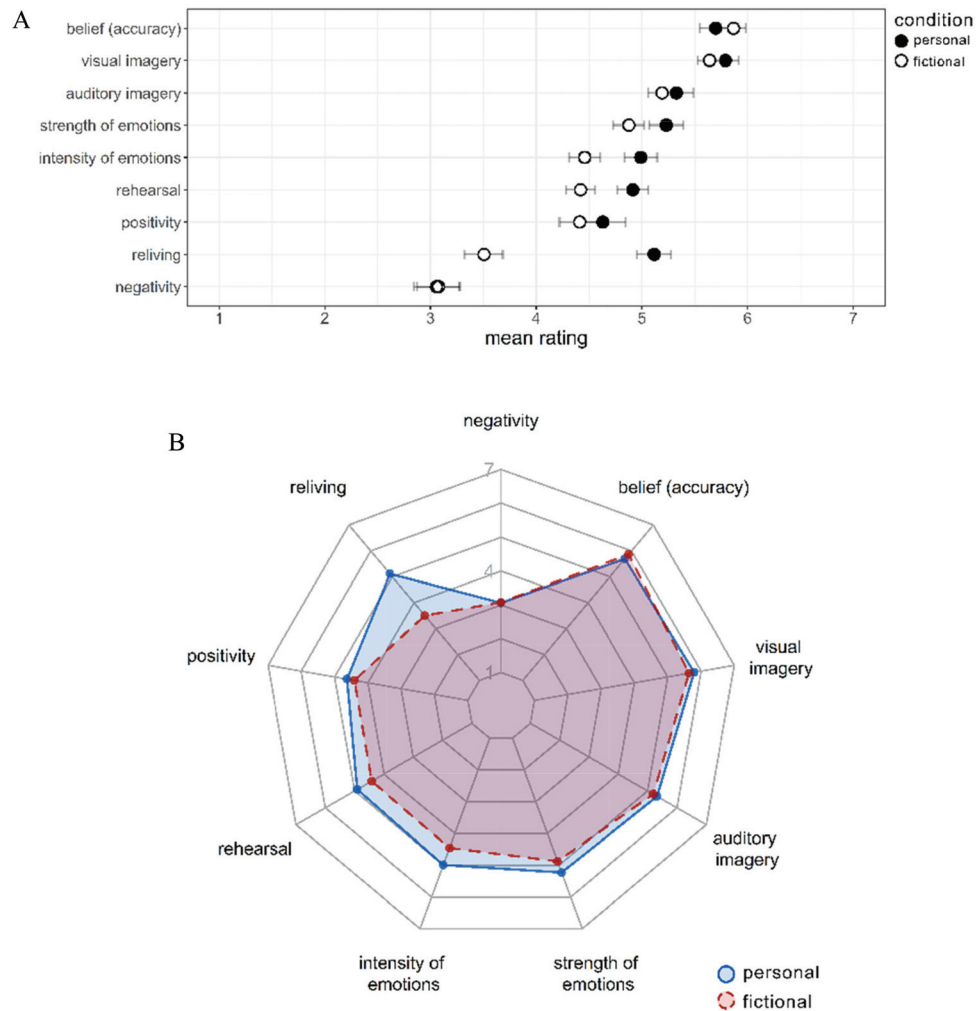 A
belief (accuracy)
visual imagery
auditory imagery
strength of emotions
intensity of emotions
rehearsal
positivity
reliving
negativity
1 2 3 4 5 6 7
mean rating
condition
personal
fictional
B
negativity
7
reliving
belief (accuracy)
4
positivity
visual
imagery
1
rehearsal
auditory
imagery
intensity of
emotions
strength of
emotions
personal
fictional